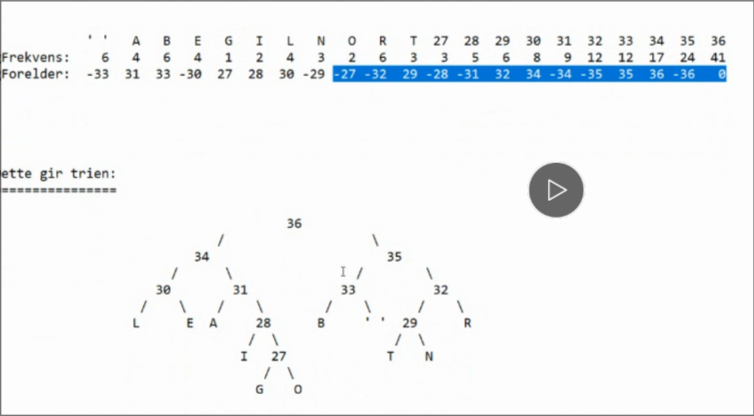 ' ' A B E G I L N O R T 27 28 29 30 31 32 33 34 35 36
Frekvens: 6 4 6 4 1 2 4 3 2 6 3 3 5 6 8 9 12 12 17 24 41
Forelder: -33 31 33 -30 27 28 30 -29 -27 -32 29 -28 -31 32 34 -34 -35 35 36 -36 0
ette gir trien:
===============
36
/ \
34 35
/ \ / \
30 31 33 32
/ \ / \ / \ / \
L E A 28 B ' ' 29 R
/ \ / \
I 27 T N
/ \
G O